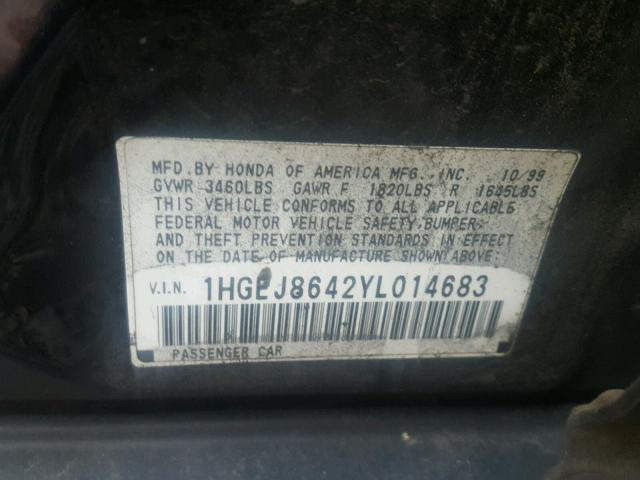 MFD. BY HONDA OF AMERICA MFG., INC. 10/99
GVWR 3460LBS GAWR F 1820LBS R 1645LBS
THIS VEHICLE CONFORMS TO ALL APPLICABLE
FEDERAL MOTOR VEHICLE SAFETY, BUMPER,
AND THEFT PREVENTION STANDARDS IN EFFECT
ON THE DATE OF MANUFACTURE SHOWN ABOVE.
V.I.N. 1HGEJ8642YL014683
PASSENGER CAR